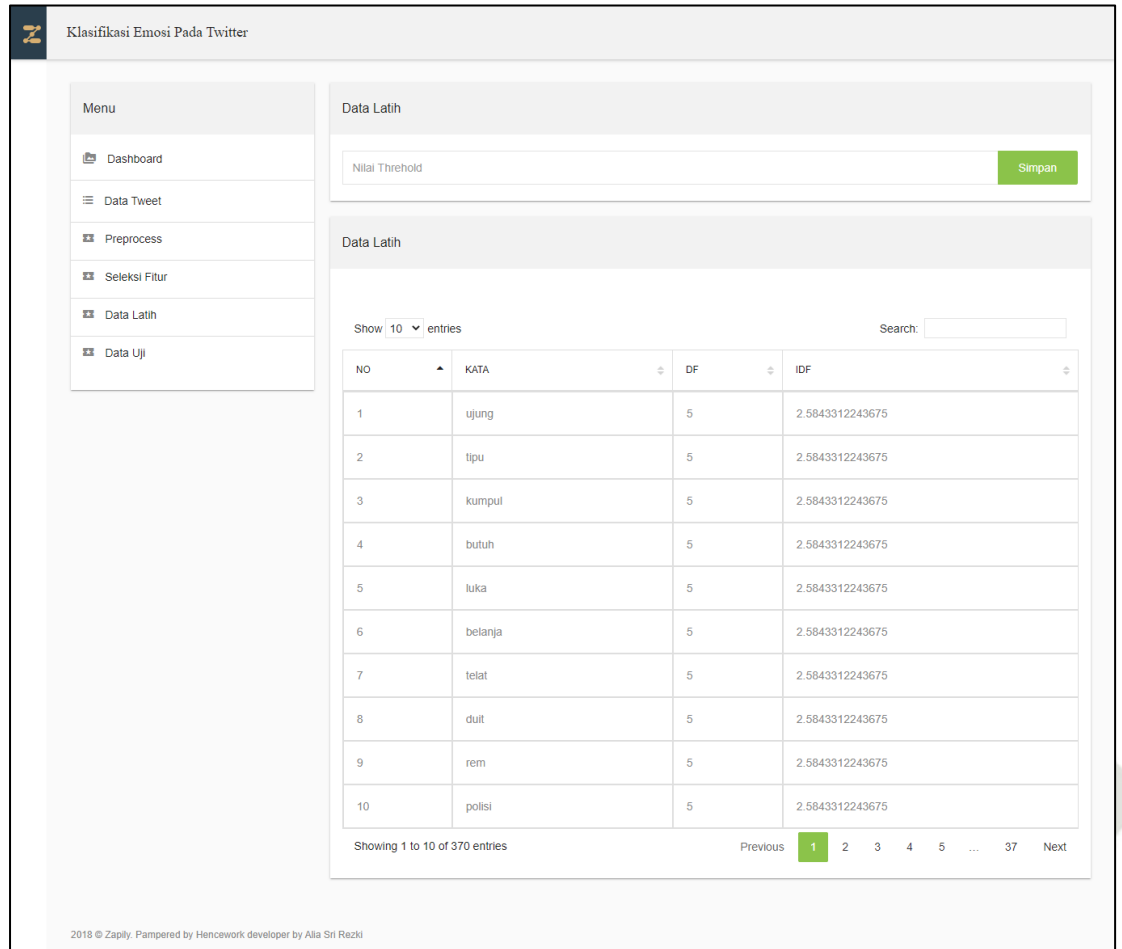 Klasifikasi Emosi Pada Twitter
Menu
Dashboard
Data Tweet
Preprocess
Seleksi Fitur
Data Latih
Data Uji
Data Latih
Nilai Threhold
Simpan
Data Latih
Show 10 entries
Search:
NO KATA DF IDF
1 ujung 5 2.5843312243675
2 tipu 5 2.5843312243675
3 kumpul 5 2.5843312243675
4 butuh 5 2.5843312243675
5 luka 5 2.5843312243675
6 belanja 5 2.5843312243675
7 telat 5 2.5843312243675
8 duit 5 2.5843312243675
9 rem 5 2.5843312243675
10 polisi 5 2.5843312243675
Showing 1 to 10 of 370 entries
Previous 1 2 3 4 5 ... 37 Next
2018 © Zapily. Pampered by Hencework developer by Alia Sri Rezki